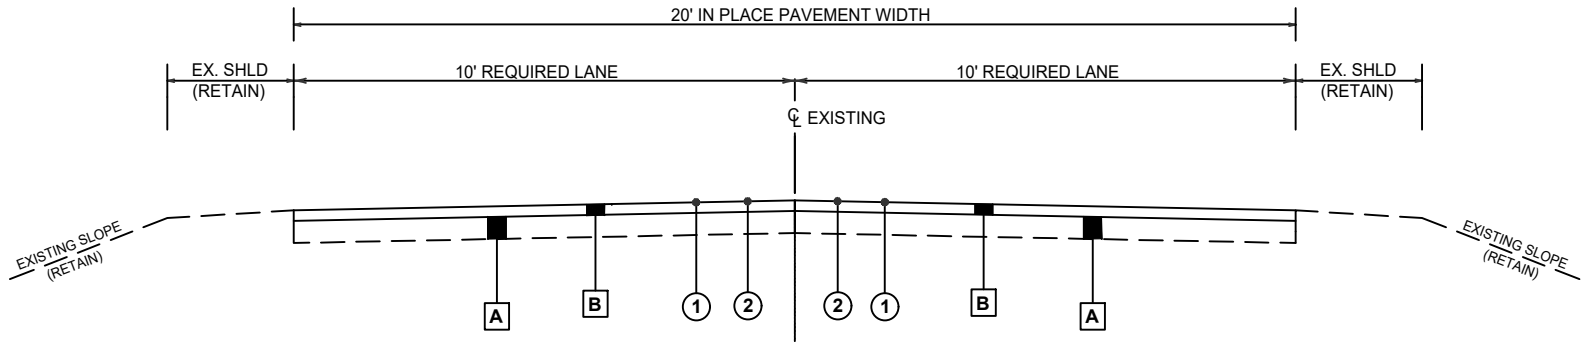 20' IN PLACE PAVEMENT WIDTH
EX. SHLD
(RETAIN)
10' REQUIRED LANE
10' REQUIRED LANE
EX. SHLD
(RETAIN)
℄ EXISTING
EXISTING SLOPE
(RETAIN)
EXISTING SLOPE
(RETAIN)
A
B
1
2
2
1
B
A